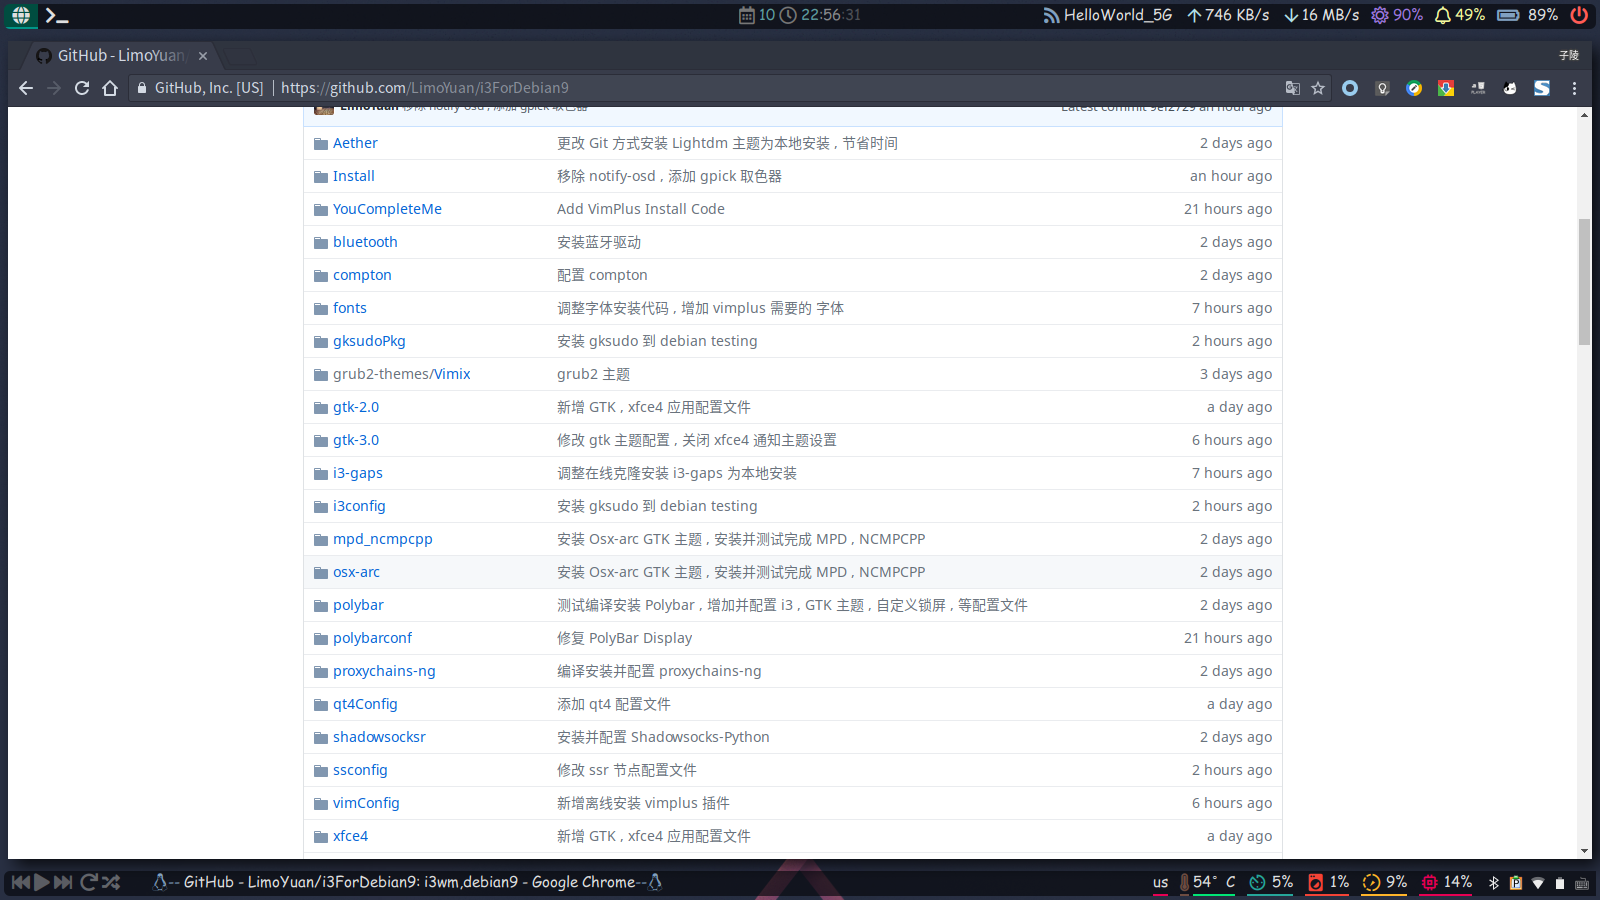 10 22:56:31 HelloWorld_5G 746 KB/s 16 MB/s 90% 49% 89%
GitHub - LimoYuan/ 子陵
GitHub, Inc. [US] https://github.com/LimoYuan/i3ForDebian9
LimoYuan 移除 notify-osd , 添加 gpick 取色器 Latest commit 9ef2729 an hour ago
Aether 更改 Git 方式安装 Lightdm 主题为本地安装 , 节省时间 2 days ago
Install 移除 notify-osd , 添加 gpick 取色器 an hour ago
YouCompleteMe Add VimPlus Install Code 21 hours ago
bluetooth 安装蓝牙驱动 2 days ago
compton 配置 compton 2 days ago
fonts 调整字体安装代码 , 增加 vimplus 需要的 字体 7 hours ago
gksudoPkg 安装 gksudo 到 debian testing 2 hours ago
grub2-themes/Vimix grub2 主题 3 days ago
gtk-2.0 新增 GTK , xfce4 应用配置文件 a day ago
gtk-3.0 修改 gtk 主题配置 , 关闭 xfce4 通知主题设置 6 hours ago
i3-gaps 调整在线克隆安装 i3-gaps 为本地安装 7 hours ago
i3config 安装 gksudo 到 debian testing 2 hours ago
mpd_ncmpcpp 安装 Osx-arc GTK 主题 , 安装并测试完成 MPD , NCMPCPP 2 days ago
osx-arc 安装 Osx-arc GTK 主题 , 安装并测试完成 MPD , NCMPCPP 2 days ago
polybar 测试编译安装 Polybar , 增加并配置 i3 , GTK 主题 , 自定义锁屏 , 等配置文件 2 days ago
polybarconf 修复 PolyBar Display 21 hours ago
proxychains-ng 编译安装并配置 proxychains-ng 2 days ago
qt4Config 添加 qt4 配置文件 a day ago
shadowsocksr 安装并配置 Shadowsocks-Python 2 days ago
ssconfig 修改 ssr 节点配置文件 2 hours ago
vimConfig 新增离线安装 vimplus 插件 6 hours ago
xfce4 新增 GTK , xfce4 应用配置文件 a day ago
-- GitHub - LimoYuan/i3ForDebian9: i3wm,debian9 - Google Chrome-- us 54° C 5% 1% 9% 14%